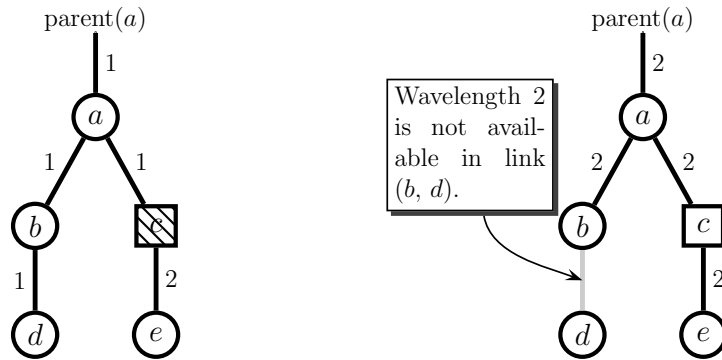 parent(a)
1
a
1
1
b
c
1
2
d
e
parent(a)
2
a
Wavelength 2
is not avail-
able in link
(b, d).
2
2
b
c
2
d
e